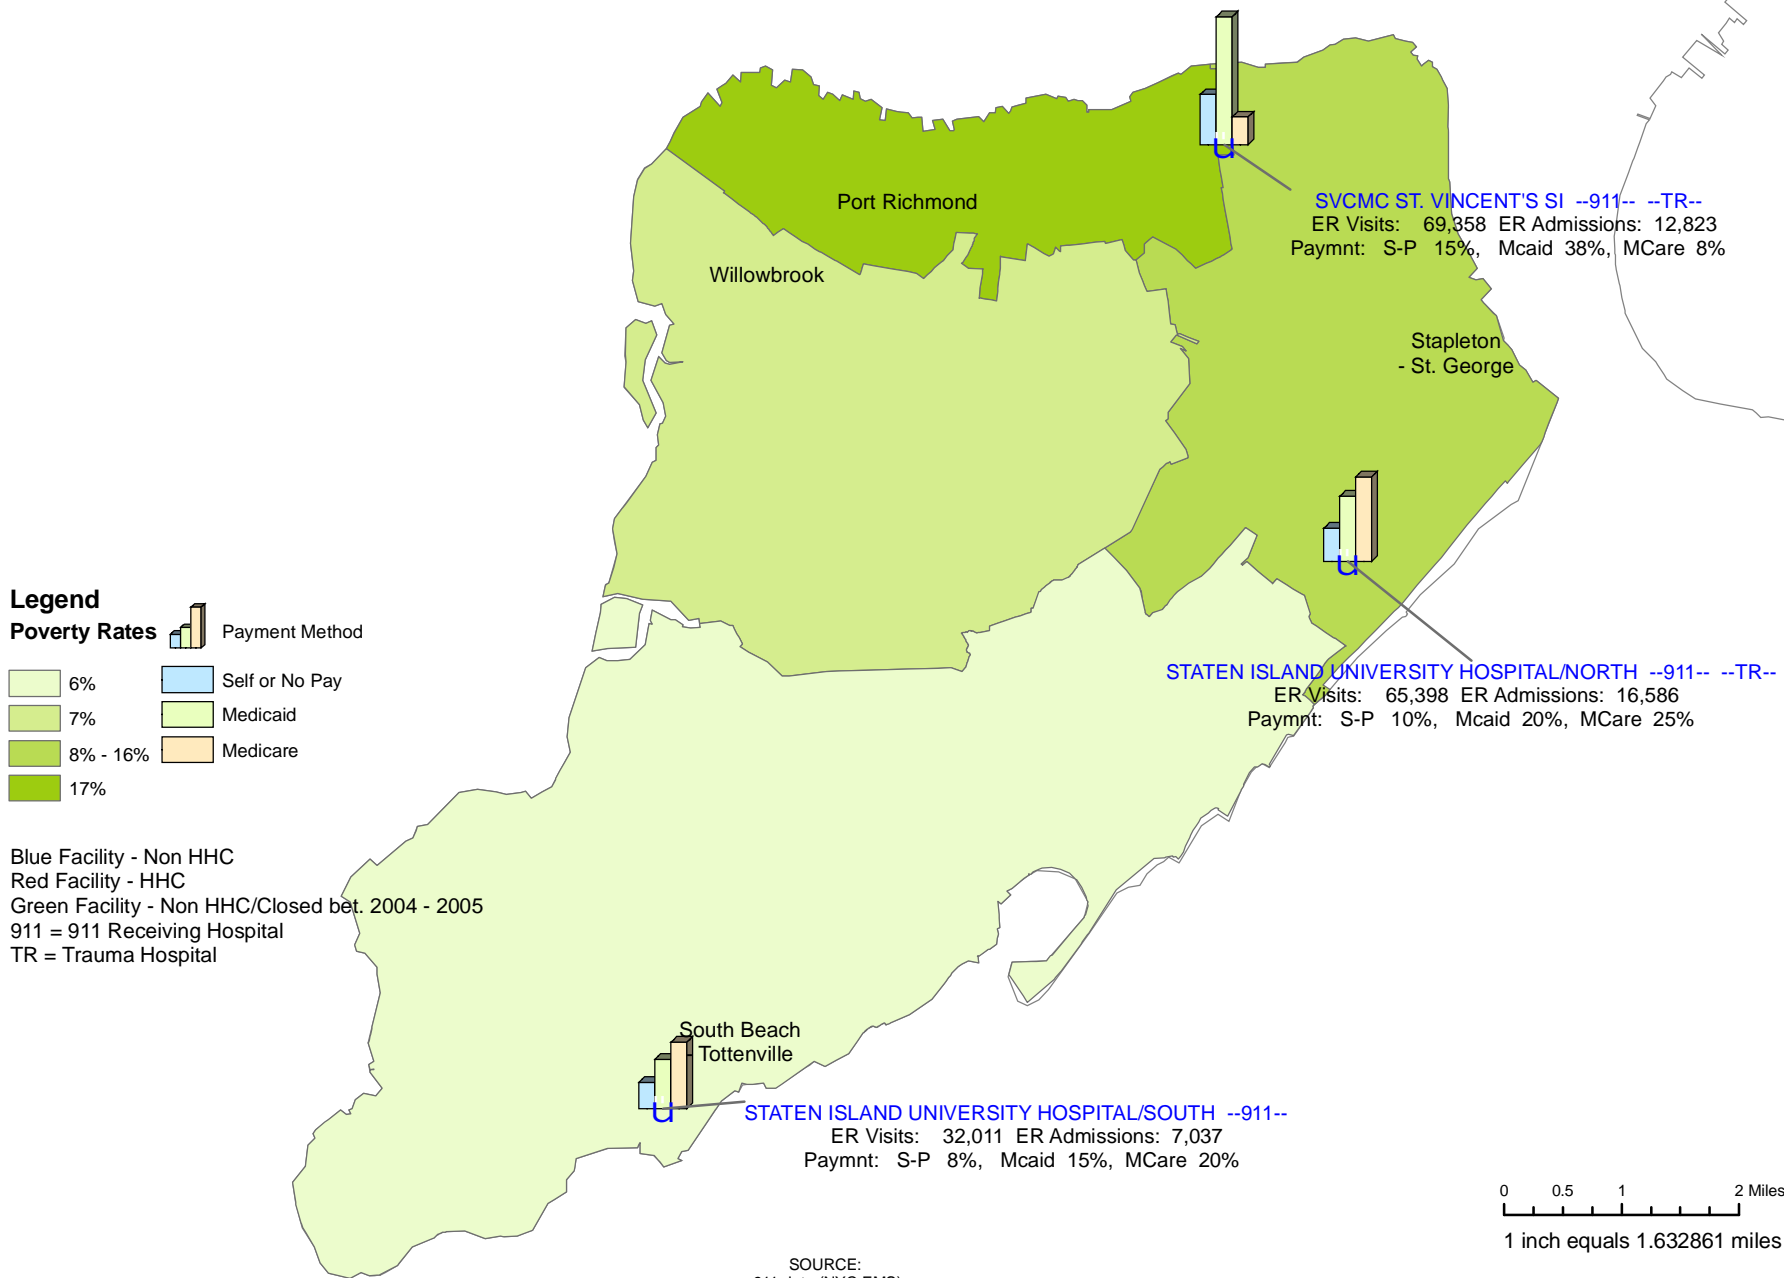 Port Richmond
SVCMC ST. VINCENT'S SI --911-- --TR--
ER Visits: 69,358 ER Admissions: 12,823
Paymnt: S-P 15%, Mcaid 38%, MCare 8%
Willowbrook
Stapleton
- St. George
STATEN ISLAND UNIVERSITY HOSPITAL/NORTH --911-- --TR--
ER Visits: 65,398 ER Admissions: 16,586
Paymnt: S-P 10%, Mcaid 20%, MCare 25%
Legend
Poverty Rates
Payment Method
6%
7%
8% - 16%
17%
Self or No Pay
Medicaid
Medicare
Blue Facility - Non HHC
Red Facility - HHC
Green Facility - Non HHC/Closed bet. 2004 - 2005
911 = 911 Receiving Hospital
TR = Trauma Hospital
South Beach
Tottenville
STATEN ISLAND UNIVERSITY HOSPITAL/SOUTH --911--
ER Visits: 32,011 ER Admissions: 7,037
Paymnt: S-P 8%, Mcaid 15%, MCare 20%
0 0.5 1 2 Miles
1 inch equals 1.632861 miles
SOURCE: